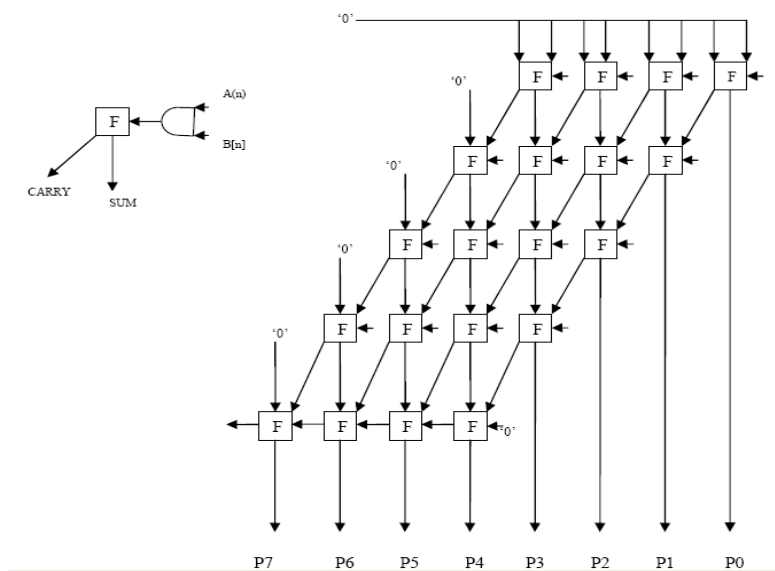 ‘0’
F F F F
‘0’
A(n)
F
B[n]
F F F F
‘0’
CARRY
SUM
F F F F
‘0’
F F F F
‘0’
F F F F ‘0’
P7 P6 P5 P4 P3 P2 P1 P0